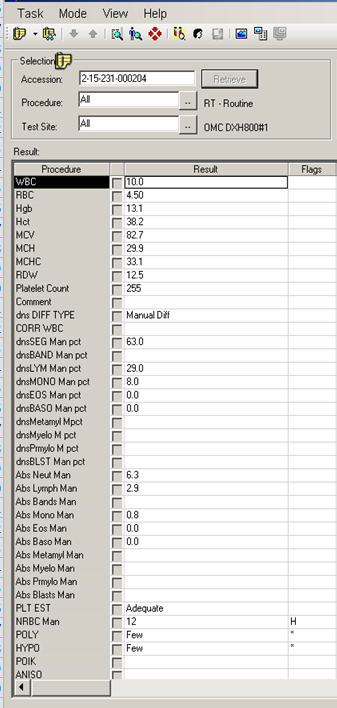 Task Mode View Help
Selection
Accession: 2-15-231-000204 Retrieve
Procedure: All .. RT - Routine
Test Site: All .. OMC DXH800#1
Result:
Procedure Result Flags
WBC 10.0
RBC 4.50
Hgb 13.1
Hct 38.2
MCV 82.7
MCH 29.9
MCHC 33.1
RDW 12.5
Platelet Count 255
Comment
dns DIFF TYPE Manual Diff
CORR WBC
dnsSEG Man pct 63.0
dnsBAND Man pct
dnsLYM Man pct 29.0
dnsMONO Man pct 8.0
dnsEOS Man pct 0.0
dnsBASO Man pct 0.0
dnsMetamyl Mpct
dnsMyelo M pct
dnsPrmylo M pct
dnsBLST Man pct
Abs Neut Man 6.3
Abs Lymph Man 2.9
Abs Bands Man
Abs Mono Man 0.8
Abs Eos Man 0.0
Abs Baso Man 0.0
Abs Metamyl Man
Abs Myelo Man
Abs Prmylo Man
Abs Blasts Man
PLT EST Adequate
NRBC Man 12 H
POLY Few *
HYPO Few *
POIK
ANISO